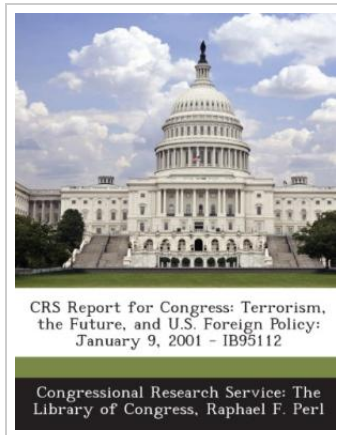 CRS Report for Congress: Terrorism,
the Future, and U.S. Foreign Policy:
January 9, 2001 - IB95112
Congressional Research Service: The
Library of Congress, Raphael F. Perl